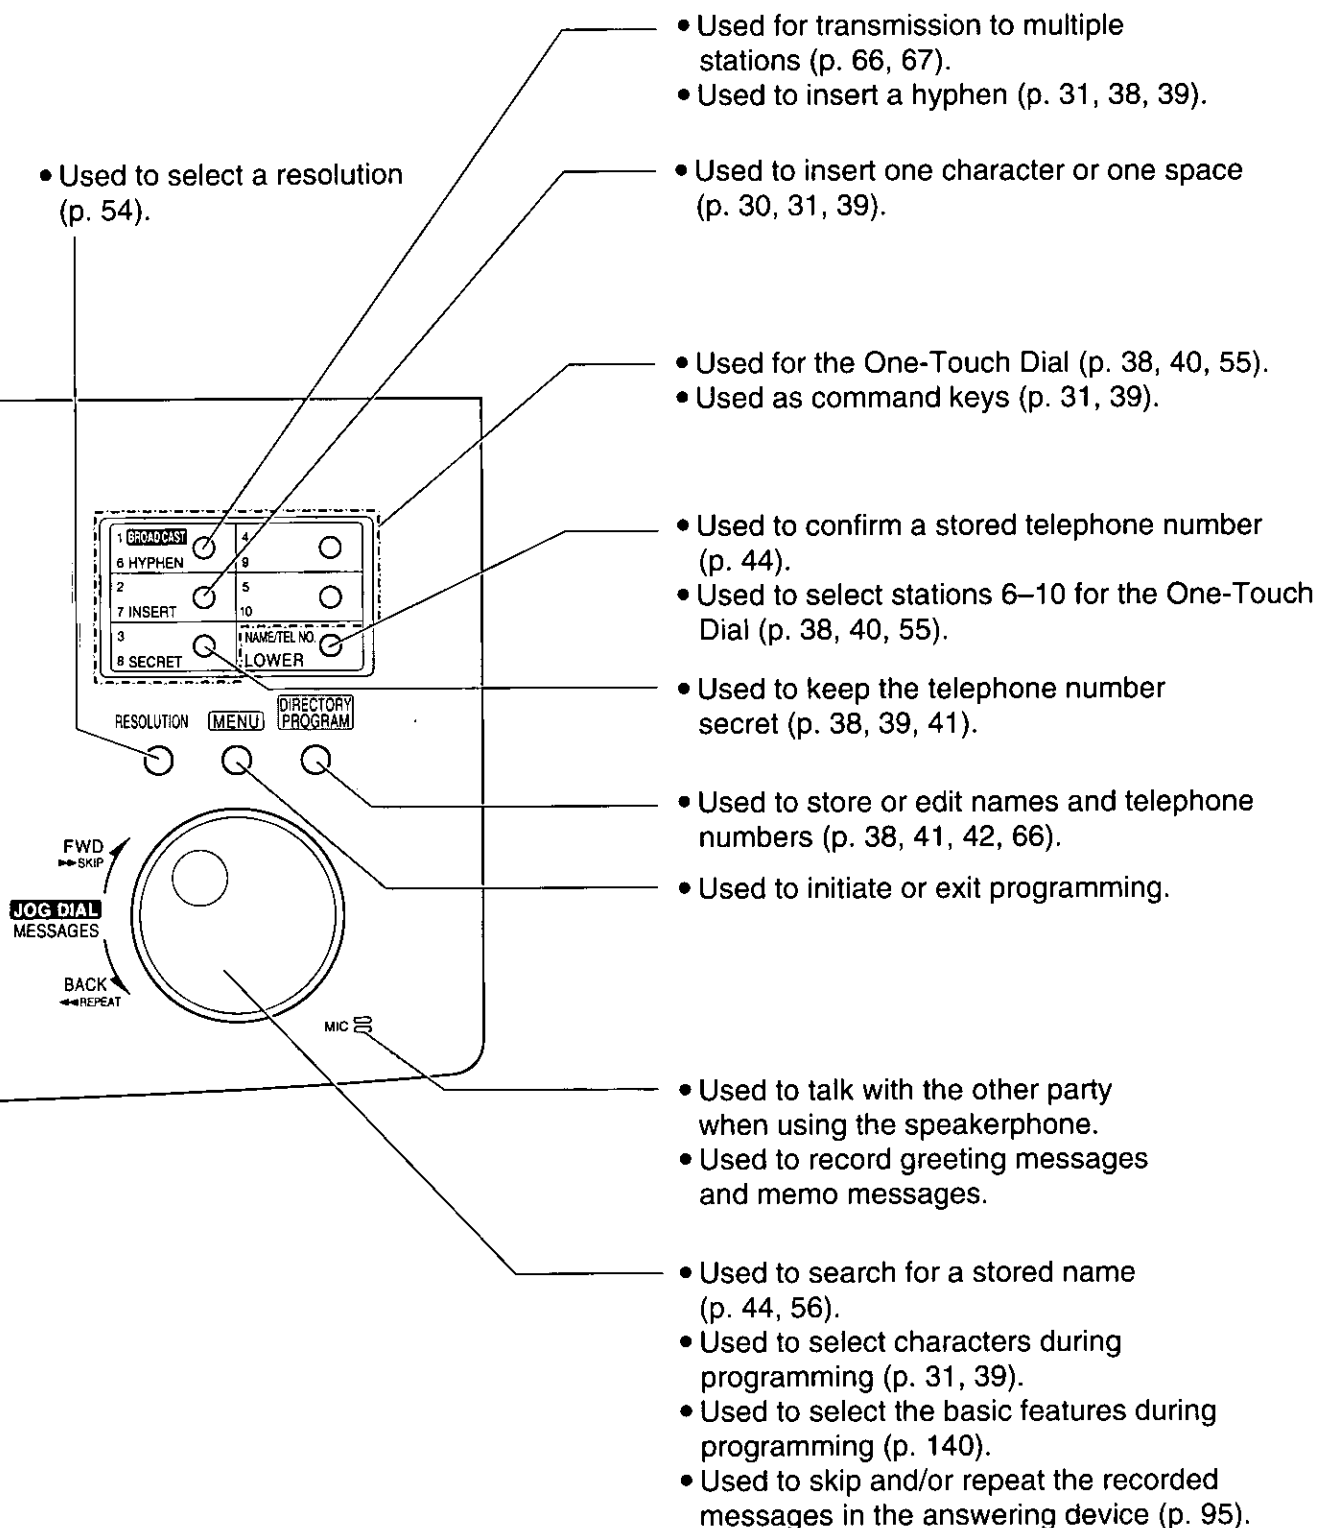 • Used for transmission to multiple
stations (p. 66, 67).
• Used to insert a hyphen (p. 31, 38, 39).
• Used to select a resolution
(p. 54).
• Used to insert one character or one space
(p. 30, 31, 39).
• Used for the One-Touch Dial (p. 38, 40, 55).
• Used as command keys (p. 31, 39).
1 BROADCAST
6 HYPHEN
4
9
2
7 INSERT
5
10
3
8 SECRET
NAME/TEL NO.
LOWER
• Used to confirm a stored telephone number
(p. 44).
• Used to select stations 6–10 for the One-Touch
Dial (p. 38, 40, 55).
• Used to keep the telephone number
secret (p. 38, 39, 41).
RESOLUTION
MENU
DIRECTORY
PROGRAM
• Used to store or edit names and telephone
numbers (p. 38, 41, 42, 66).
• Used to initiate or exit programming.
FWD
▶▶SKIP
JOG DIAL
MESSAGES
BACK
◀◀REPEAT
MIC
• Used to talk with the other party
when using the speakerphone.
• Used to record greeting messages
and memo messages.
• Used to search for a stored name
(p. 44, 56).
• Used to select characters during
programming (p. 31, 39).
• Used to select the basic features during
programming (p. 140).
• Used to skip and/or repeat the recorded
messages in the answering device (p. 95).